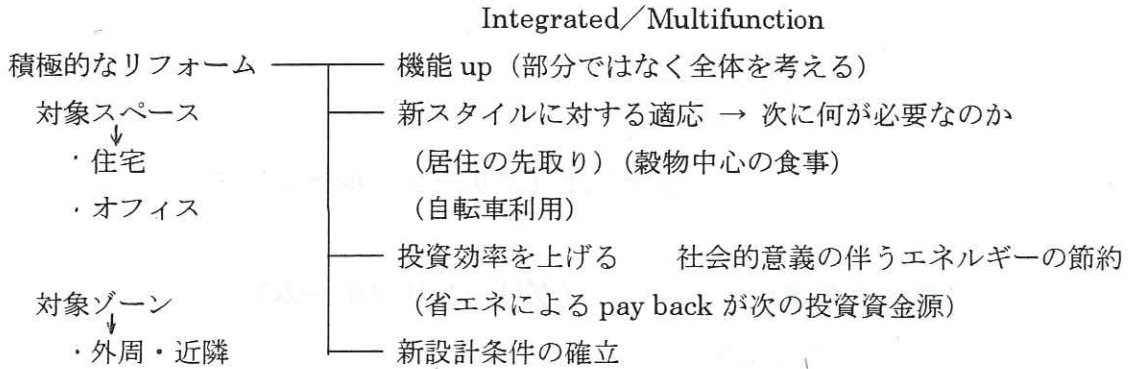 Integrated／Multifunction
積極的なリフォーム 機能 up（部分ではなく全体を考える）
対象スペース 新スタイルに対する適応 → 次に何が必要なのか
↓
・住宅 （居住の先取り）（穀物中心の食事）
・オフィス （自転車利用）
投資効率を上げる 社会的意義の伴うエネルギーの節約
対象ゾーン （省エネによる pay back が次の投資資金源）
↓
・外周・近隣 新設計条件の確立